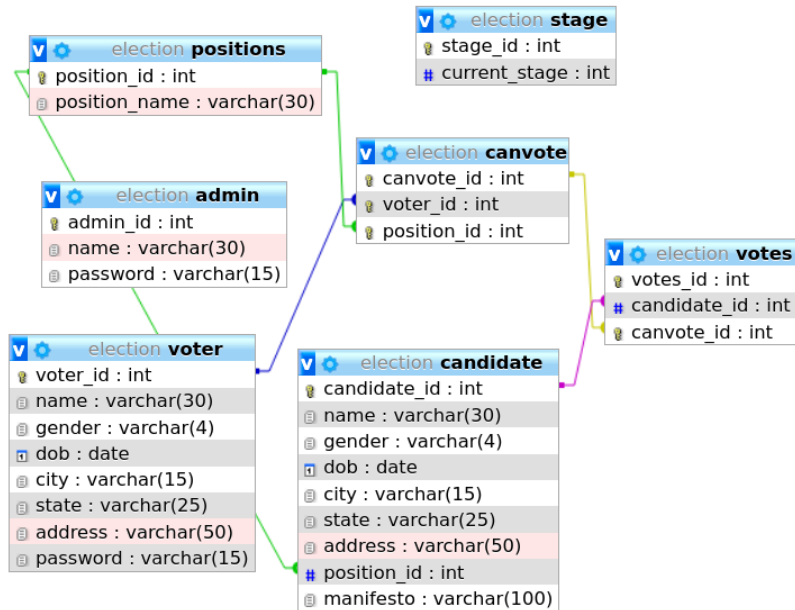 election stage
stage_id : int
# current_stage : int
election positions
position_id : int
position_name : varchar(30)
election canvote
canvote_id : int
voter_id : int
position_id : int
election admin
admin_id : int
name : varchar(30)
password : varchar(15)
election votes
votes_id : int
# candidate_id : int
canvote_id : int
election voter
voter_id : int
name : varchar(30)
gender : varchar(4)
dob : date
city : varchar(15)
state : varchar(25)
address : varchar(50)
password : varchar(15)
election candidate
candidate_id : int
name : varchar(30)
gender : varchar(4)
dob : date
city : varchar(15)
state : varchar(25)
address : varchar(50)
# position_id : int
manifesto : varchar(100)